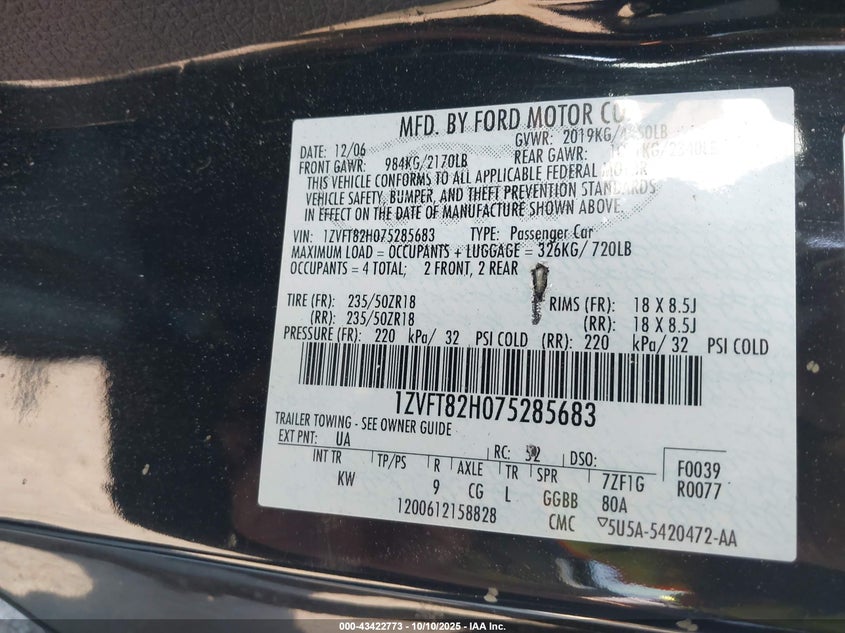 MFD. BY FORD MOTOR CO.
DATE: 12/06 GVWR: 2019KG/4450LB
FRONT GAWR: 984KG/2170LB REAR GAWR:
THIS VEHICLE CONFORMS TO ALL APPLICABLE FEDERAL MOTOR
VEHICLE SAFETY, BUMPER, AND THEFT PREVENTION STANDARDS
IN EFFECT ON THE DATE OF MANUFACTURE SHOWN ABOVE.
VIN: 1ZVFT82H075285683 TYPE: Passenger Car
MAXIMUM LOAD = OCCUPANTS + LUGGAGE = 326KG/ 720LB
OCCUPANTS = 4 TOTAL; 2 FRONT, 2 REAR
TIRE (FR): 235/50ZR18 RIMS (FR): 18 X 8.5J
(RR): 235/50ZR18 (RR): 18 X 8.5J
PRESSURE (FR): 220 kPa/ 32 PSI COLD (RR): 220 kPa/ 32 PSI COLD
1ZVFT82H075285683
TRAILER TOWING - SEE OWNER GUIDE
EXT PNT: UA RC: 52 DSO: F0039
INT TR TP/PS R AXLE TR SPR 7ZF1G R0077
KW 9 CG L GGBB 80A
1200612158828 CMC 5U5A-5420472-AA
000-43422773 - 10/10/2025 - IAA Inc.